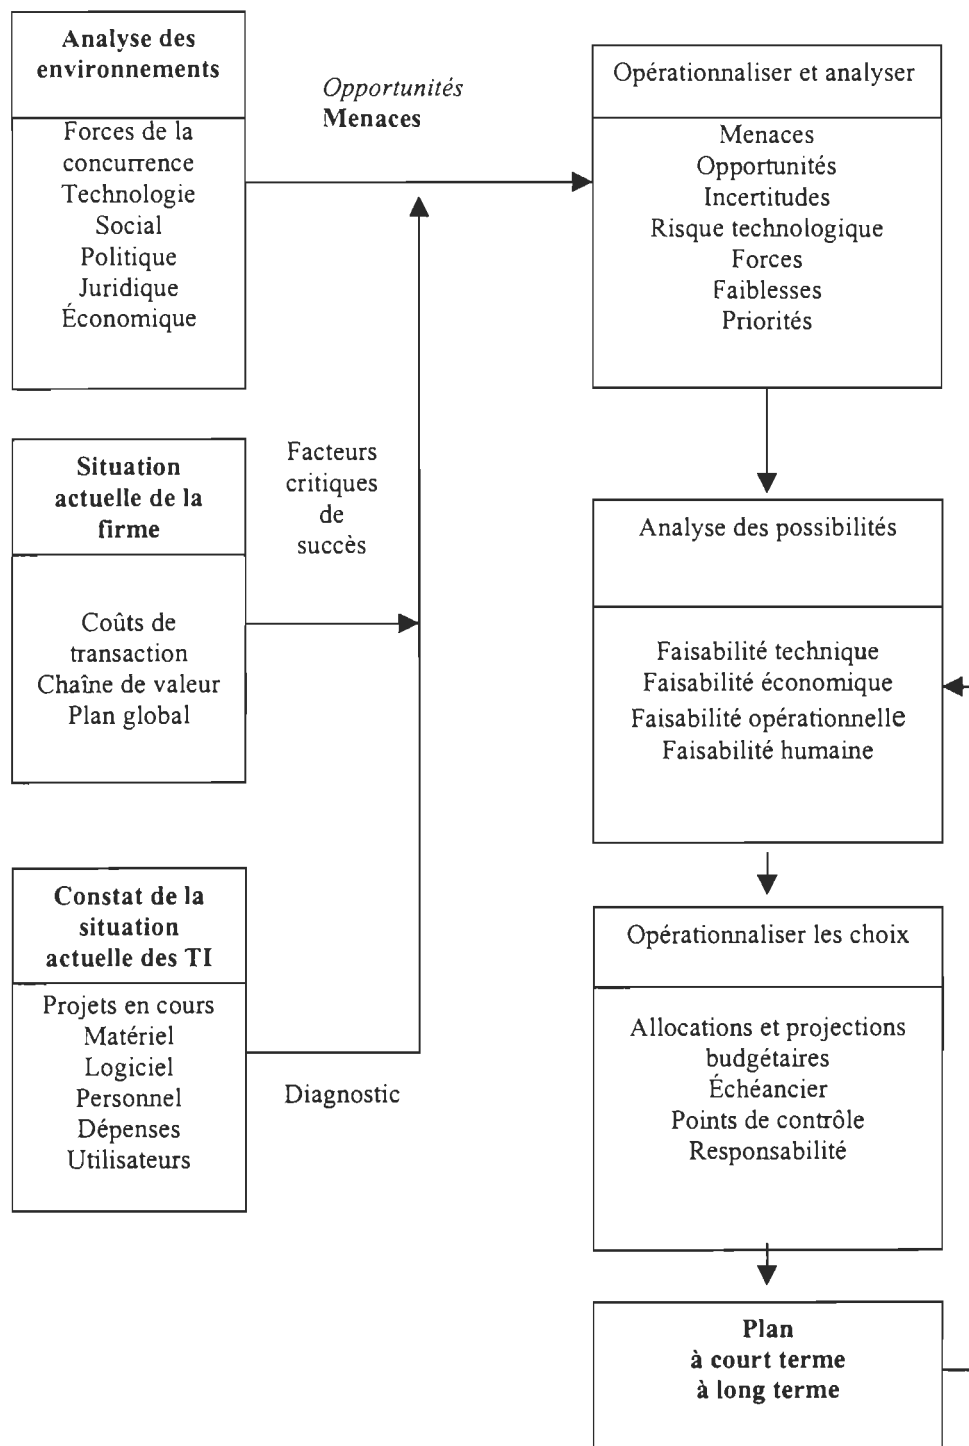 Analyse des
environnements
Forces de la
concurrence
Technologie
Social
Politique
Juridique
Économique
Opportunités
Menaces
Opérationnaliser et analyser
Menaces
Opportunités
Incertitudes
Risque technologique
Forces
Faiblesses
Priorités
Situation
actuelle de la
firme
Coûts de
transaction
Chaîne de valeur
Plan global
Facteurs
critiques
de
succès
Analyse des possibilités
Faisabilité technique
Faisabilité économique
Faisabilité opérationnelle
Faisabilité humaine
Constat de la
situation
actuelle des TI
Projets en cours
Matériel
Logiciel
Personnel
Dépenses
Utilisateurs
Diagnostic
Opérationnaliser les choix
Allocations et projections
budgétaires
Échéancier
Points de contrôle
Responsabilité
Plan
à court terme
à long terme